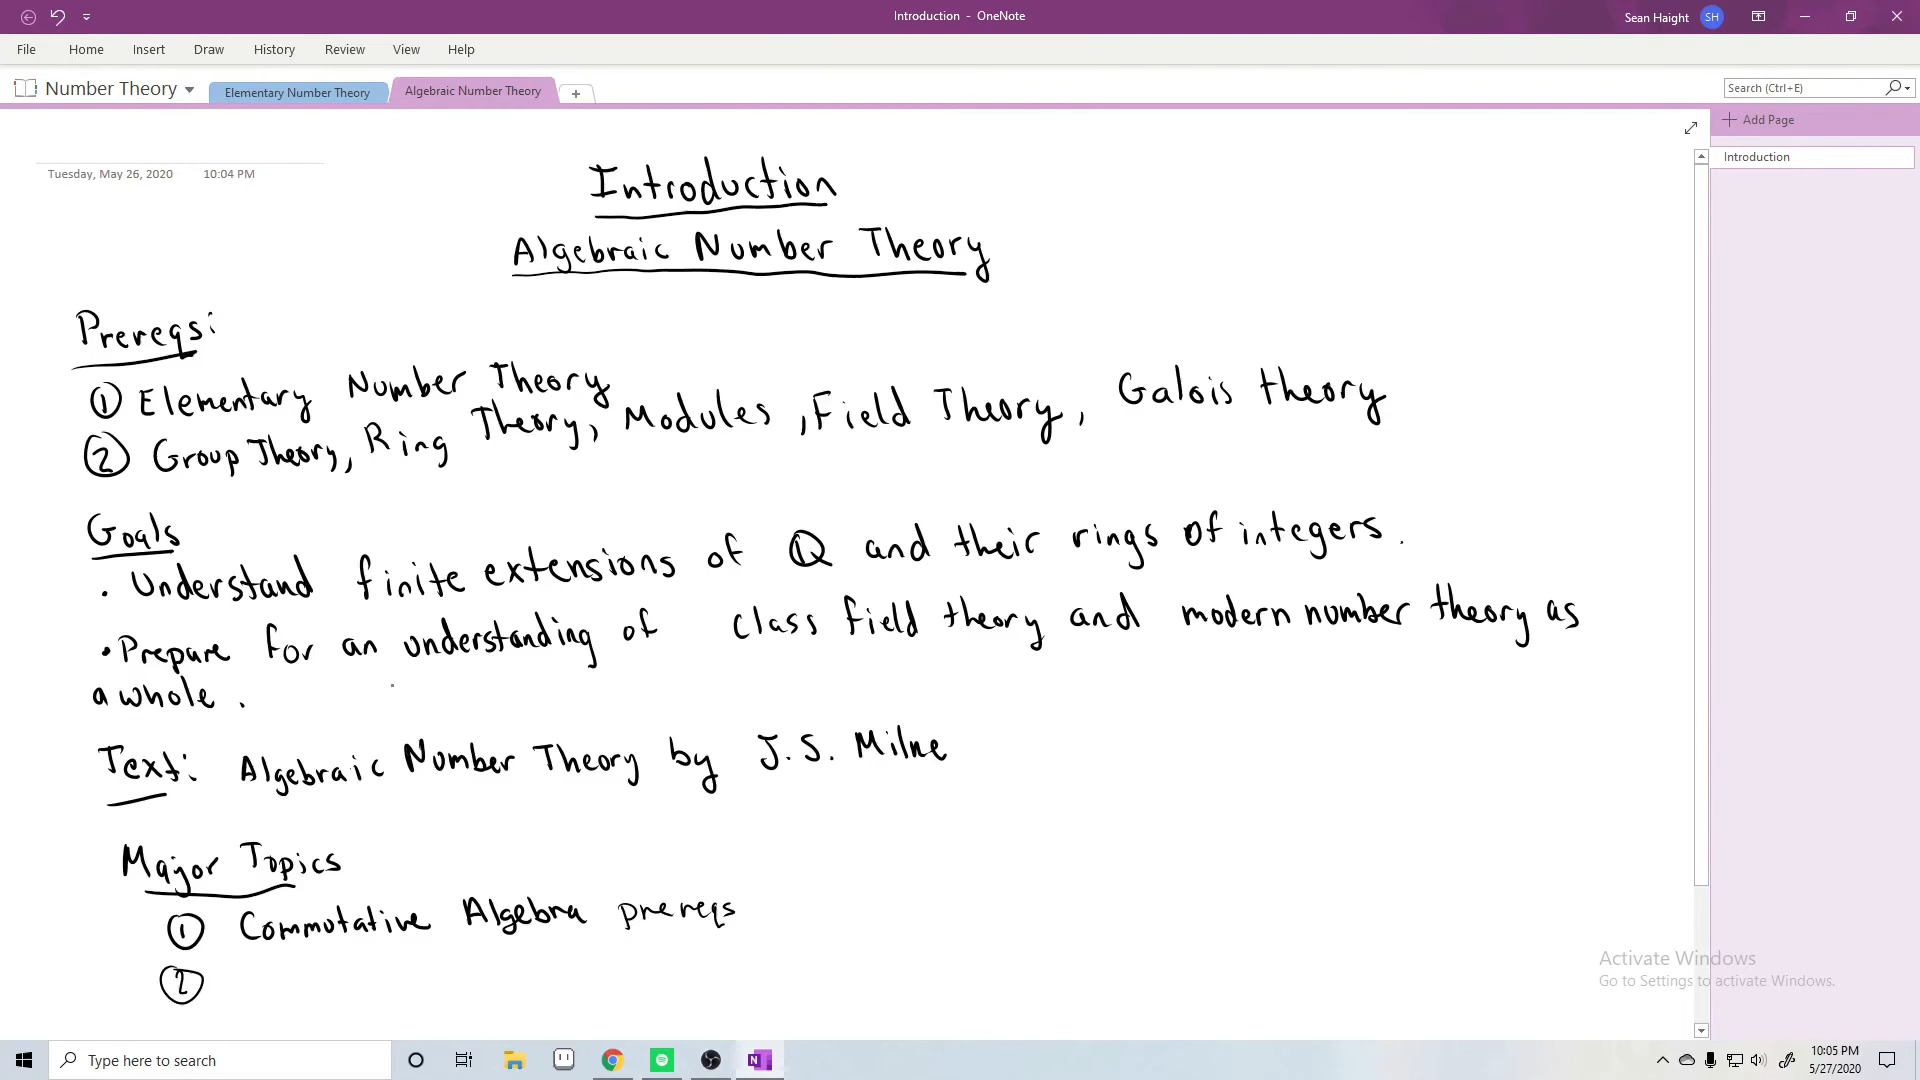 Introduction - OneNote
Sean Haight
SH
File Home Insert Draw History Review View Help
Number Theory
Elementary Number Theory
Algebraic Number Theory
Search (Ctrl+E)
Add Page
Introduction
Tuesday, May 26, 2020 10:04 PM
Introduction
Algebraic Number Theory
Prereqs:
① Elementary Number Theory
② Group Theory, Ring Theory, Modules, Field Theory, Galois theory
Goals
• Understand finite extensions of ℚ and their rings of integers.
• Prepare for an understanding of class field theory and modern number theory as
a whole.
Text: Algebraic Number Theory by J.S. Milne
Major Topics
① Commutative Algebra prereqs
②
Activate Windows
Go to Settings to activate Windows.
Type here to search
10:05 PM
5/27/2020